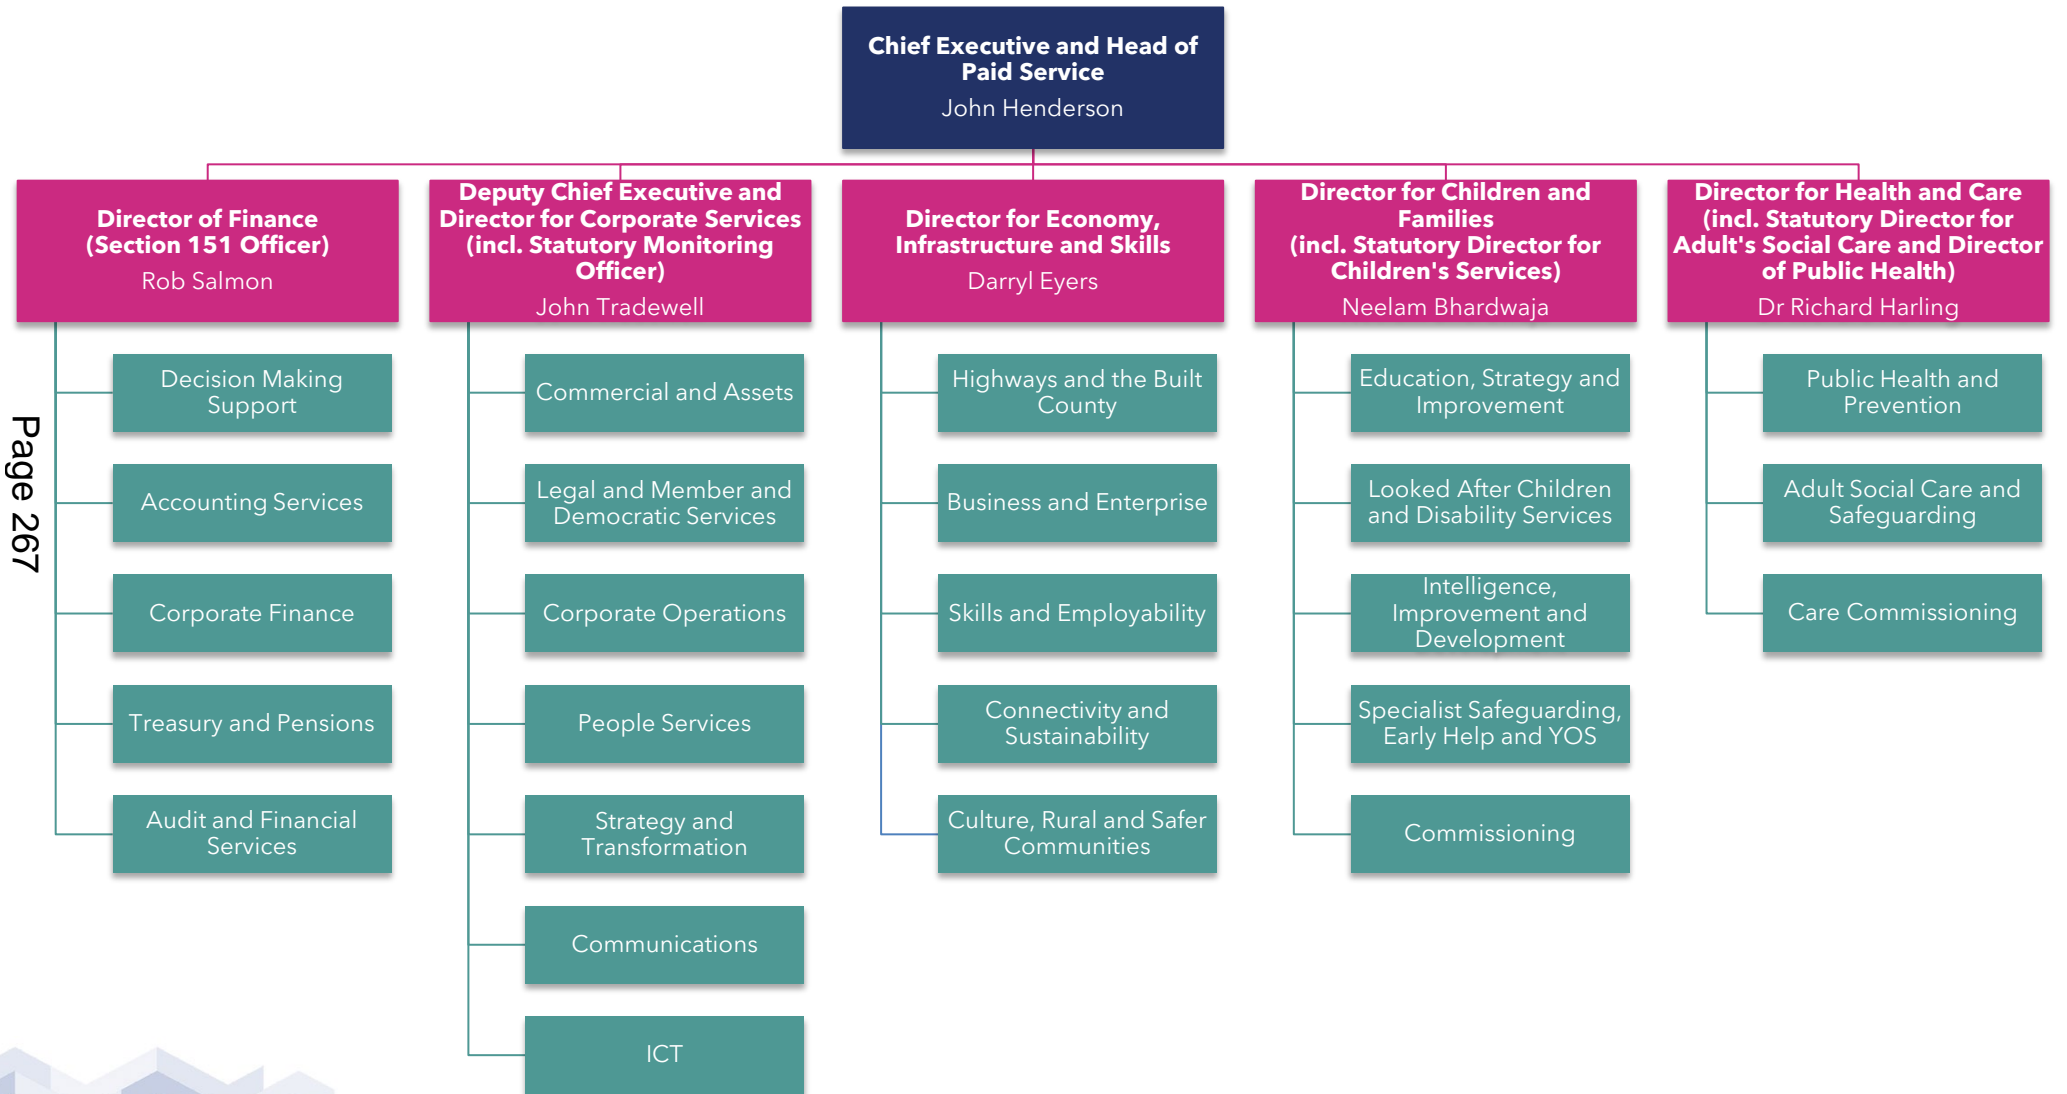 Chief Executive and Head of
Paid Service
John Henderson
Director of Finance
(Section 151 Officer)
Rob Salmon
Decision Making
Support
Accounting Services
Corporate Finance
Treasury and Pensions
Audit and Financial
Services
Deputy Chief Executive and
Director for Corporate Services
(incl. Statutory Monitoring
Officer)
John Tradewell
Commercial and Assets
Legal and Member and
Democratic Services
Corporate Operations
People Services
Strategy and
Transformation
Communications
ICT
Director for Economy,
Infrastructure and Skills
Darryl Eyers
Highways and the Built
County
Business and Enterprise
Skills and Employability
Connectivity and
Sustainability
Culture, Rural and Safer
Communities
Director for Children and
Families
(incl. Statutory Director for
Children's Services)
Neelam Bhardwaja
Education, Strategy and
Improvement
Looked After Children
and Disability Services
Intelligence,
Improvement and
Development
Specialist Safeguarding,
Early Help and YOS
Commissioning
Director for Health and Care
(incl. Statutory Director for
Adult's Social Care and Director
of Public Health)
Dr Richard Harling
Public Health and
Prevention
Adult Social Care and
Safeguarding
Care Commissioning
Page 267